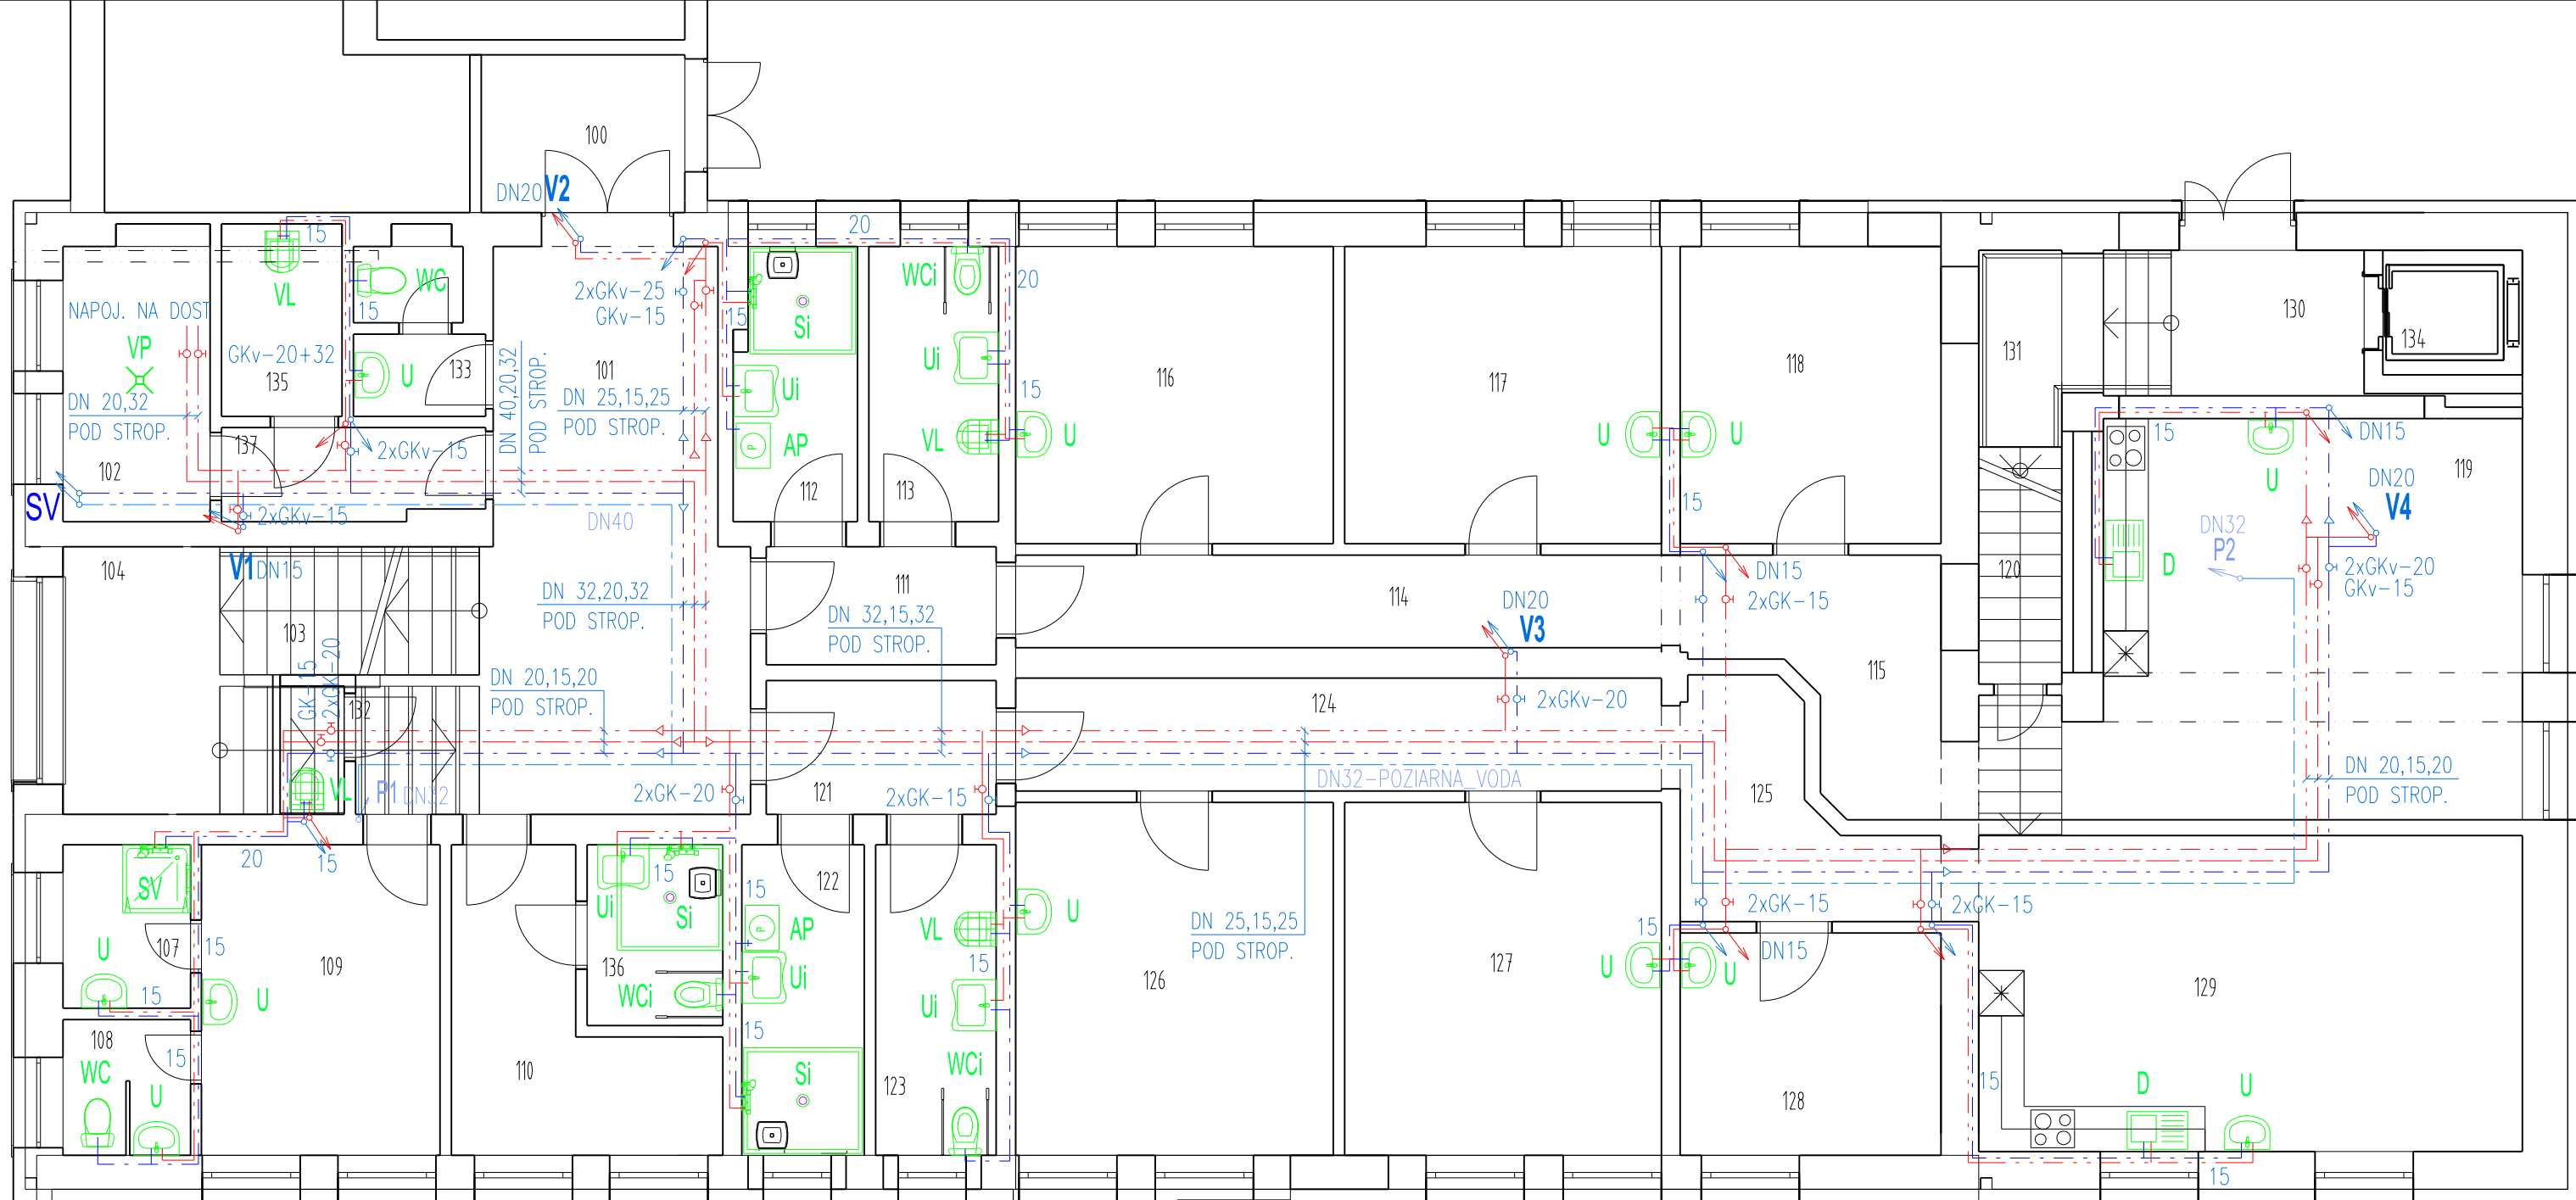 100
DN20 V2
20
15
VL
WC
15
NAPOJ. NA DOST
VP
GKv-20+32
135
U
133
DN 20,32
POD STROP.
137
102
2xGKv-15
SV
2xGKv-15
V1 DN15
DN 40,20,32
POD STROP.
101
DN 25,15,25
POD STROP.
2xGKv-25
GKv-15
15
Si
Ui
AP
112
WCi
20
Ui
15
VL
U
113
116
117
U
U
118
15
131
130
134
15
U
DN15
119
DN20
V4
DN32
P2
D
2xGKv-20
GKv-15
120
DN40
104
103
GK-15
2xGK-20
132
DN 32,20,32
POD STROP.
DN 20,15,20
POD STROP.
111
DN 32,15,32
POD STROP.
114
DN20
V3
DN15
2xGK-15
115
124
2xGKv-20
VL
P1 DN32
2xGK-20
121
2xGK-15
DN32-POZIARNA_VODA
125
DN 20,15,20
POD STROP.
20
15
SV
U
107
15
15
109
U
108
WC
U
15
110
15
Ui
Si
136
WCi
15
122
AP
Ui
15
Si
VL
15
Ui
WCi
123
U
126
DN 25,15,25
POD STROP.
127
15
U
U
2xGK-15
DN15
128
2xGK-15
129
15
D
U
15